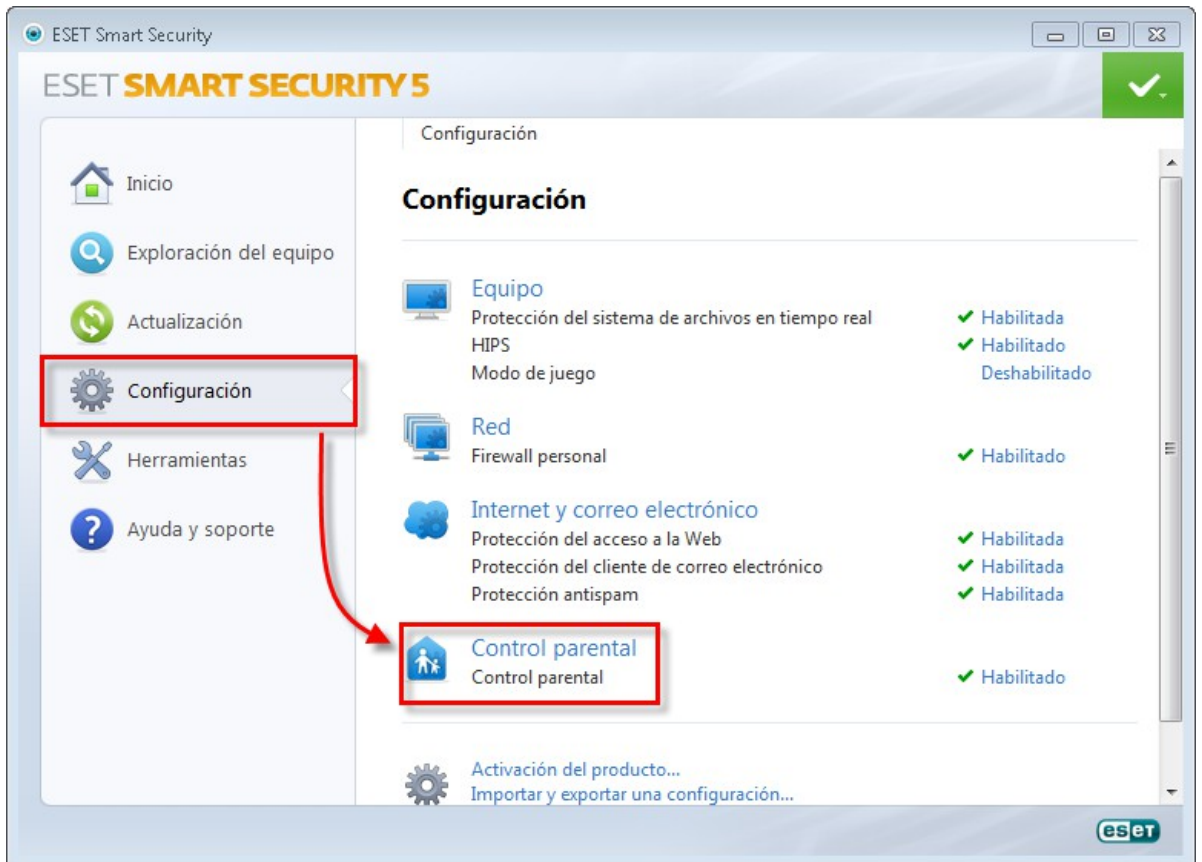 ESET Smart Security
ESET SMART SECURITY 5
Inicio
Exploración del equipo
Actualización
Configuración
Herramientas
Ayuda y soporte
Configuración
Configuración
Equipo
Protección del sistema de archivos en tiempo real Habilitada
HIPS Habilitado
Modo de juego Deshabilitado
Red
Firewall personal Habilitado
Internet y correo electrónico
Protección del acceso a la Web Habilitada
Protección del cliente de correo electrónico Habilitada
Protección antispam Habilitada
Control parental
Control parental Habilitado
Activación del producto...
Importar y exportar una configuración...
eseT